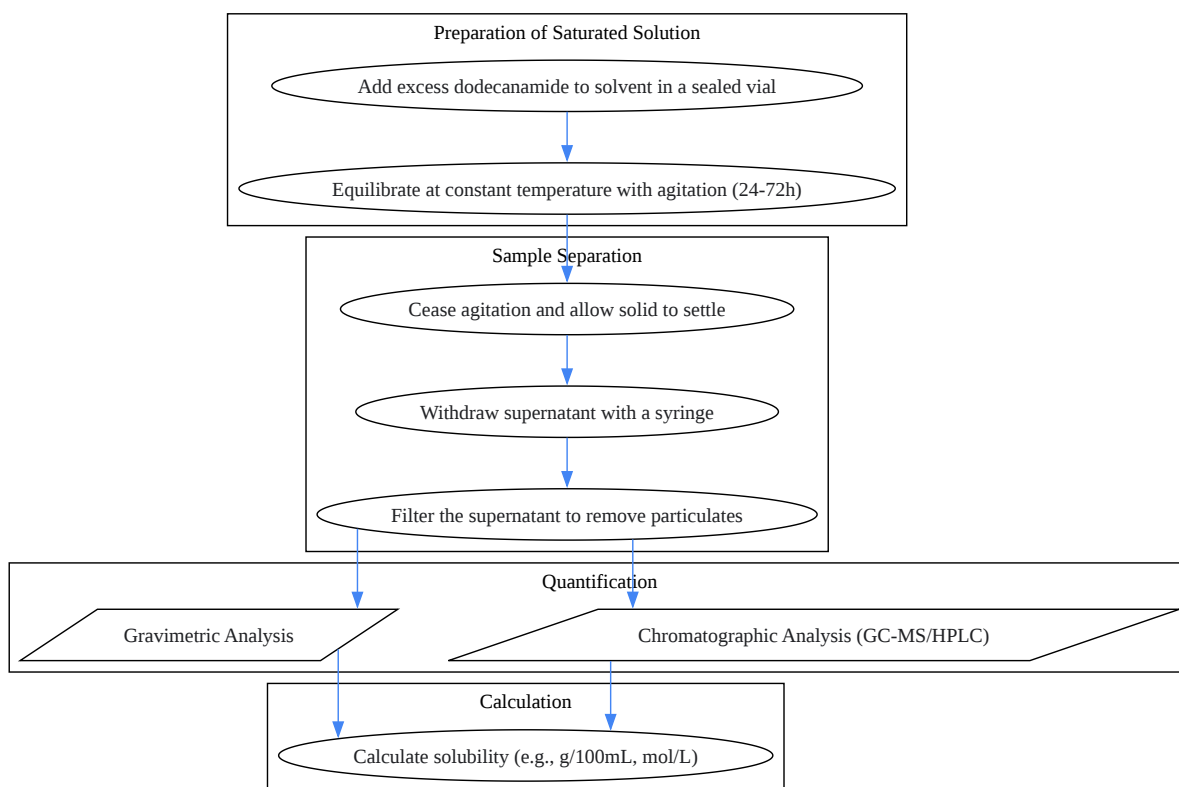 Preparation of Saturated Solution
Add excess dodecanamide to solvent in a sealed vial
Equilibrate at constant temperature with agitation (24-72h)
Sample Separation
Cease agitation and allow solid to settle
Withdraw supernatant with a syringe
Filter the supernatant to remove particulates
Quantification
Gravimetric Analysis
Chromatographic Analysis (GC-MS/HPLC)
Calculation
Calculate solubility (e.g., g/100mL, mol/L)